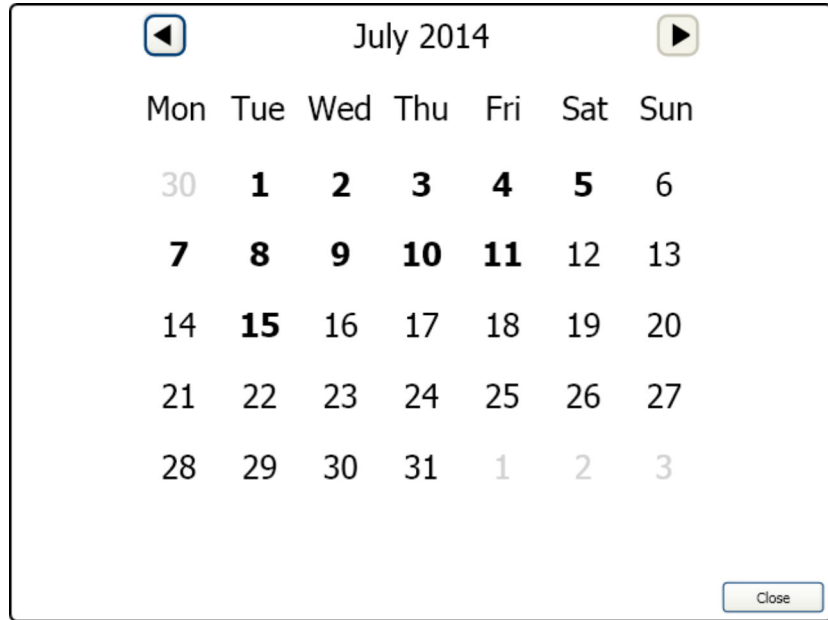 July 2014
Mon Tue Wed Thu Fri Sat Sun
30 1 2 3 4 5 6
7 8 9 10 11 12 13
14 15 16 17 18 19 20
21 22 23 24 25 26 27
28 29 30 31 1 2 3
Close